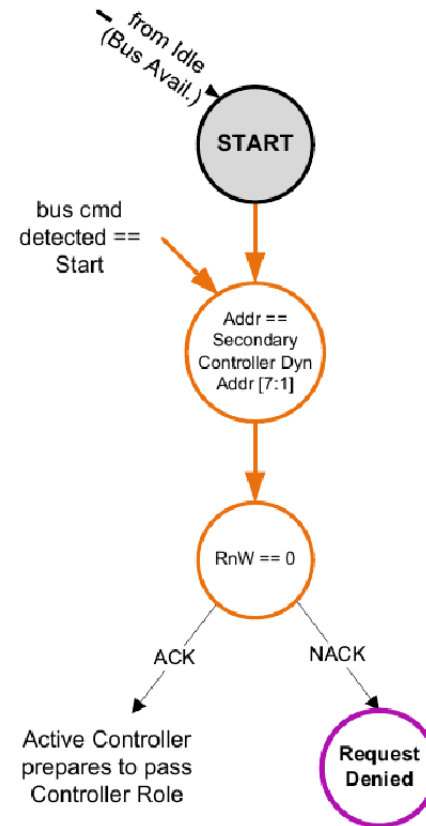 from Idle
(Bus Avail.)
START
bus cmd
detected ==
Start
Addr ==
Secondary
Controller Dyn
Addr [7:1]
RnW == 0
ACK
NACK
Active Controller
prepares to pass
Controller Role
Request
Denied